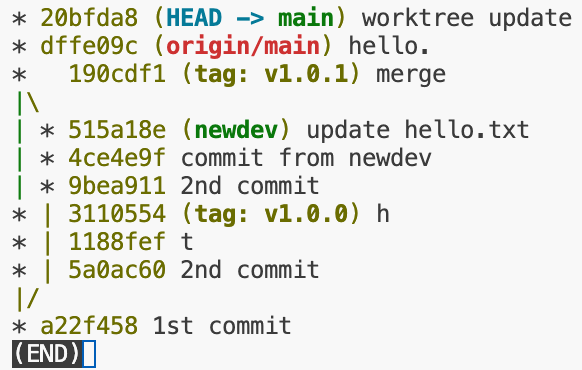 * 20bfda8 (HEAD -> main) worktree update
* dffe09c (origin/main) hello.
*   190cdf1 (tag: v1.0.1) merge
|\
| * 515a18e (newdev) update hello.txt
| * 4ce4e9f commit from newdev
| * 9bea911 2nd commit
* | 3110554 (tag: v1.0.0) h
* | 1188fef t
* | 5a0ac60 2nd commit
|/
* a22f458 1st commit
(END)